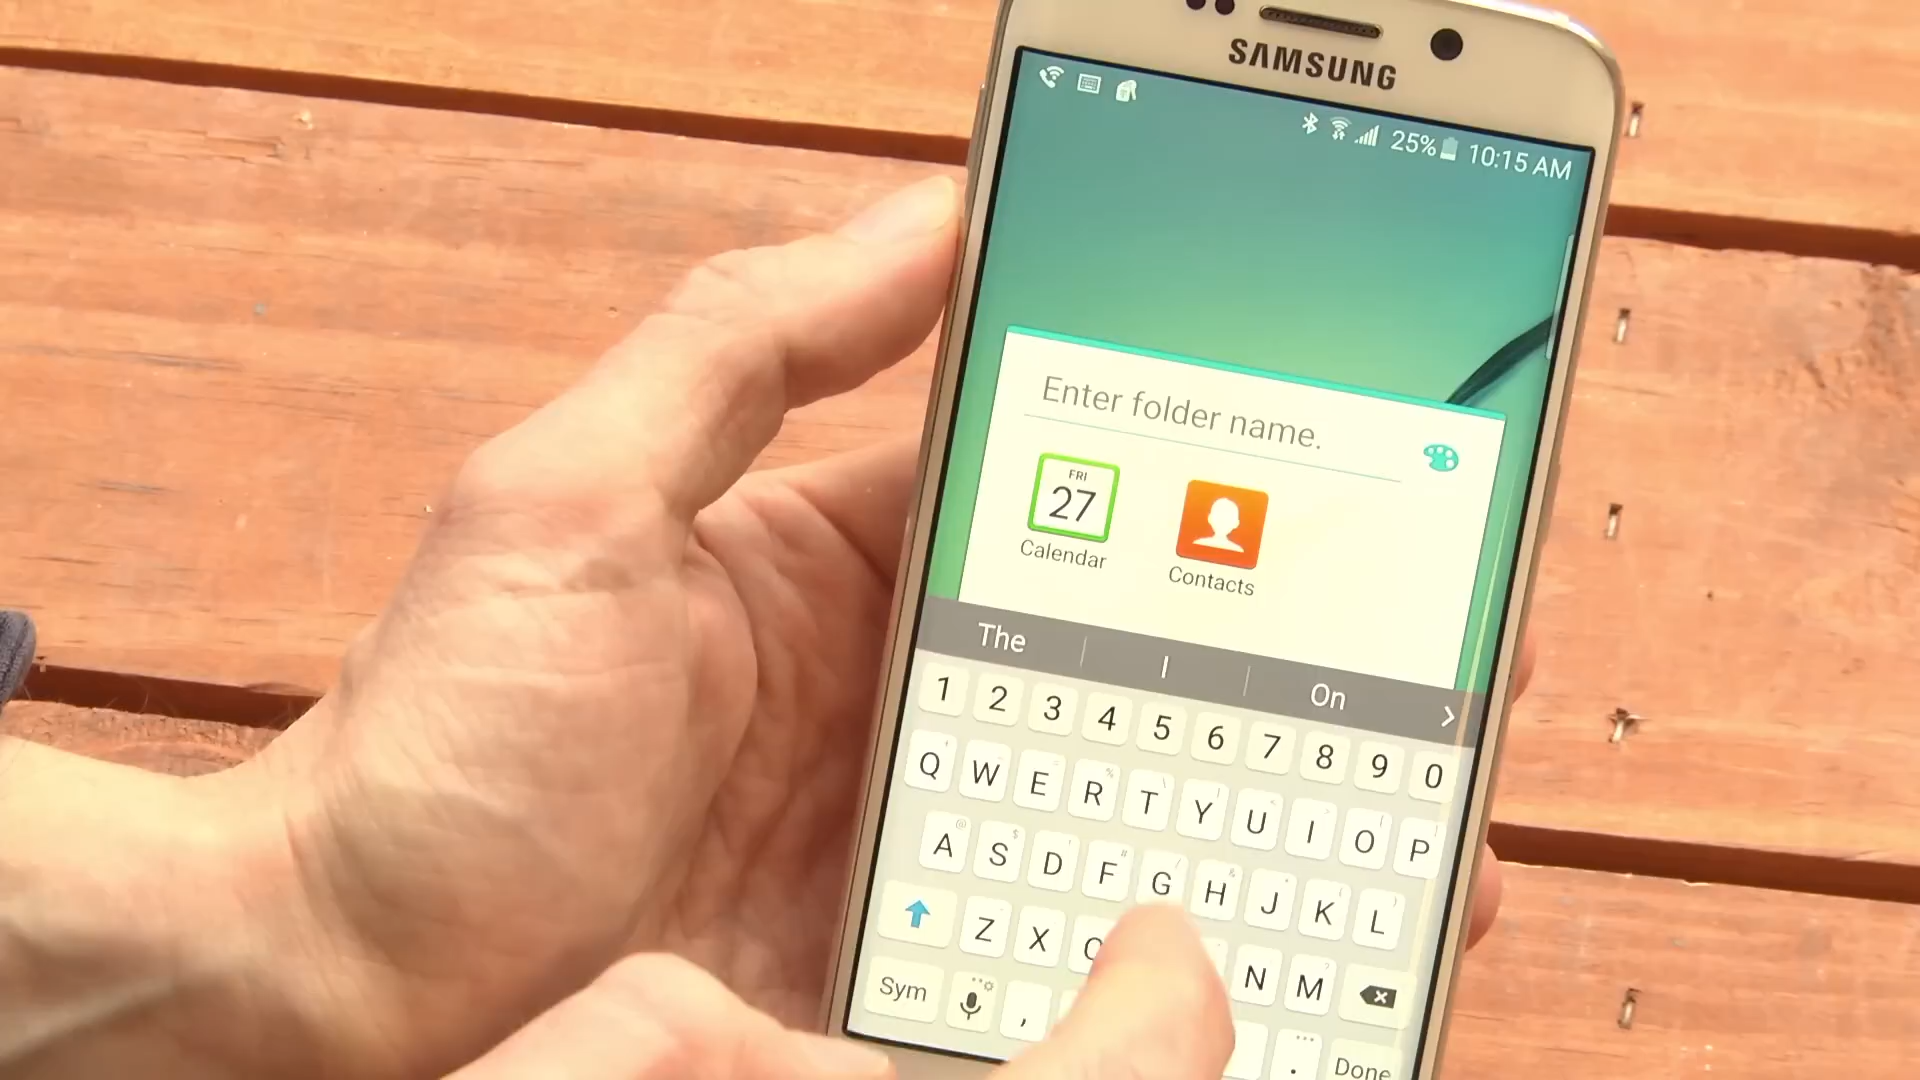 SAMSUNG
25% 10:15 AM
Enter folder name.
FRI
27
Calendar
Contacts
The I On
1 2 3 4 5 6 7 8 9 0
Q W E R T Y U I O P
A S D F G H J K L
Z X C N M
Sym , . Done